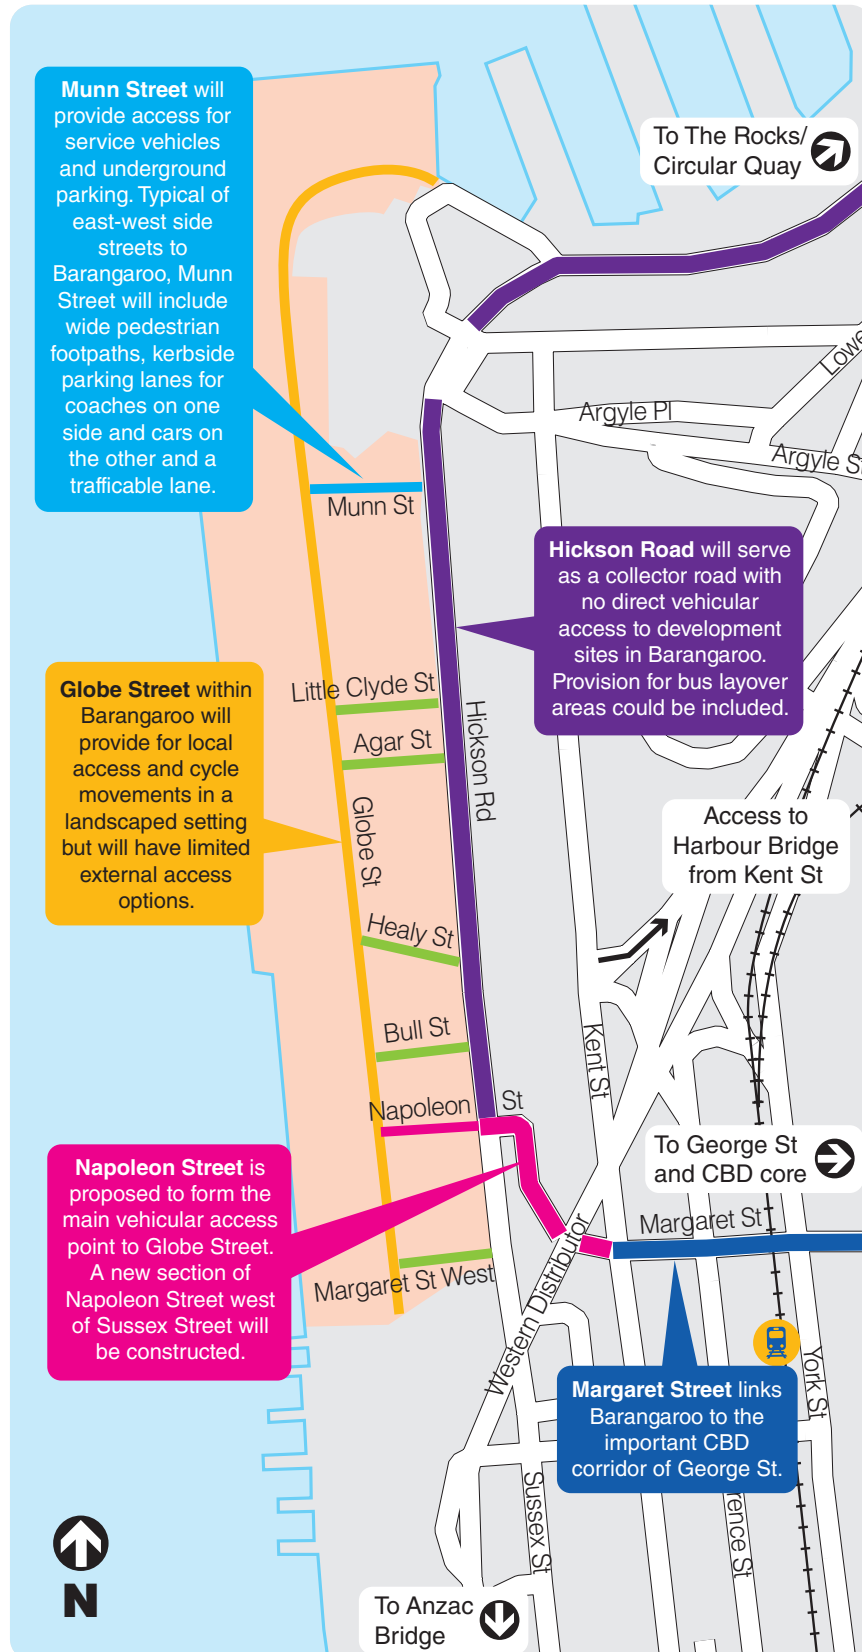 Munn Street will
provide access for
service vehicles
and underground
parking. Typical of
east-west side
streets to
Barangaroo, Munn
Street will include
wide pedestrian
footpaths, kerbside
parking lanes for
coaches on one
side and cars on
the other and a
trafficable lane.
To The Rocks/
Circular Quay
Lowe
Argyle Pl
Argyle S
Munn St
Hickson Road will serve
as a collector road with
no direct vehicular
access to development
sites in Barangaroo.
Provision for bus layover
areas could be included.
Globe Street within
Barangaroo will
provide for local
access and cycle
movements in a
landscaped setting
but will have limited
external access
options.
Little Clyde St
Agar St
Hickson Rd
Globe St
Access to
Harbour Bridge
from Kent St
Healy St
Bull St
Kent St
Napoleon St
To George St
and CBD core
Napoleon Street is
proposed to form the
main vehicular access
point to Globe Street.
A new section of
Napoleon Street west
of Sussex Street will
be constructed.
Margaret St
Margaret St West
Western Distributor
York St
Margaret Street links
Barangaroo to the
important CBD
corridor of George St.
Sussex St
rence St
N
To Anzac
Bridge